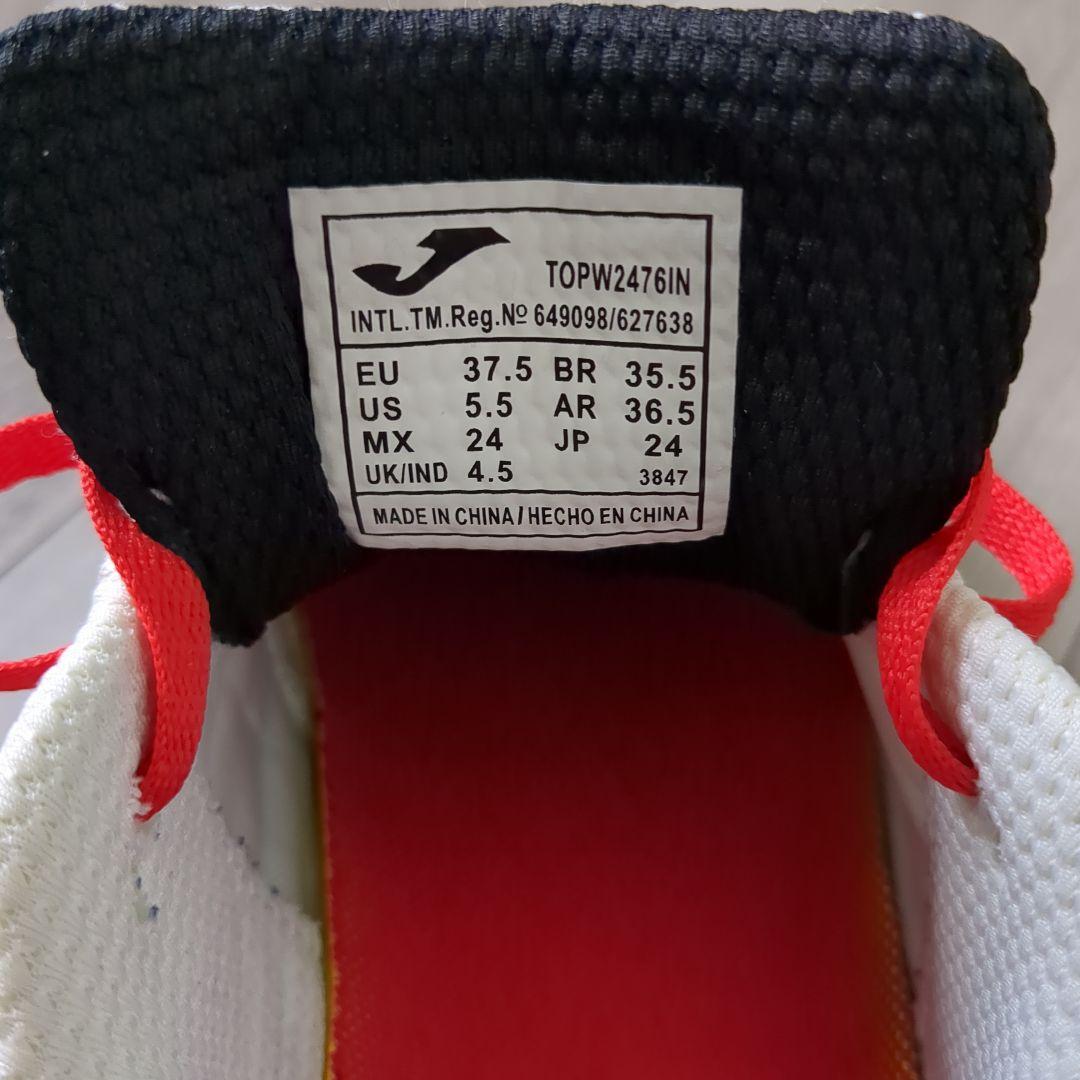 TOPW2476IN
INTL.TM.Reg.Nº 649098/627638
EU 37.5 BR 35.5
US 5.5 AR 36.5
MX 24 JP 24
UK/IND 4.5 3847
MADE IN CHINA/HECHO EN CHINA